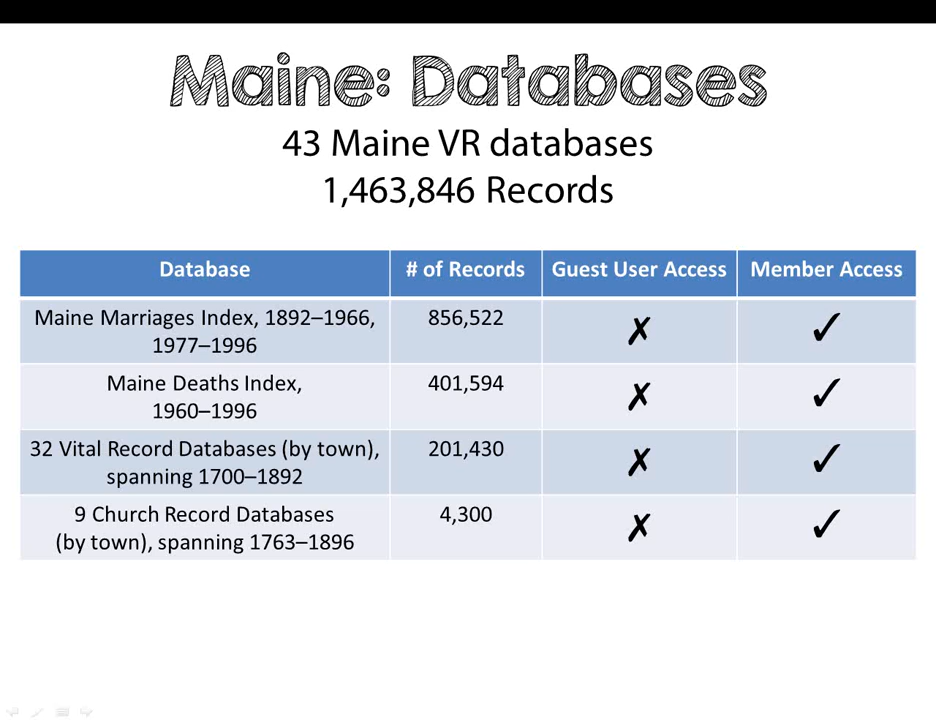 Maine: Databases
43 Maine VR databases
1,463,846 Records
Database # of Records Guest User Access Member Access
Maine Marriages Index, 1892–1966, 856,522 ✗ ✓
1977–1996
Maine Deaths Index, 401,594 ✗ ✓
1960–1996
32 Vital Record Databases (by town), 201,430 ✗ ✓
spanning 1700–1892
9 Church Record Databases 4,300 ✗ ✓
(by town), spanning 1763–1896